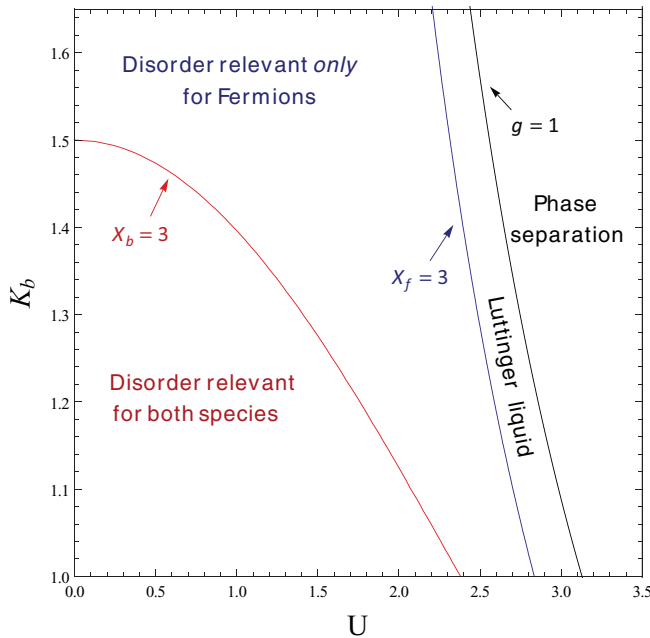 1.6
1.5
1.4
1.3
1.2
1.1
1.0
K_b
Disorder relevant only
for Fermions
X_b = 3
Disorder relevant
for both species
g = 1
Phase
separation
X_f = 3
Luttinger liquid
0.0 0.5 1.0 1.5 2.0 2.5 3.0 3.5
U